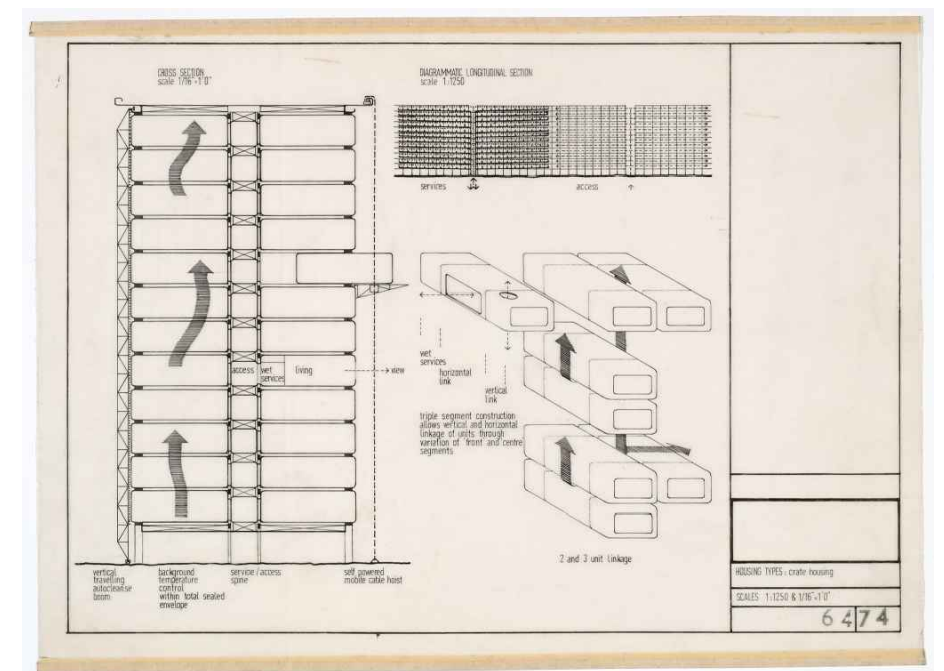 CROSS SECTION
scale 1/16"=1'0"
DIAGRAMMATIC LONGITUDINAL SECTION
scale 1:1250
services
access
access
wet
services
living
view
wet
services
horizontal
link
vertical
link
triple segment construction
allows vertical and horizontal
linkage of units through
variation of front and centre
segments
2 and 3 unit linkage
vertical
travelling
autocleanse
boom
background
temperature
control
within total sealed
envelope
service/access
spine
self powered
mobile cable hoist
HOUSING TYPES: crate housing
SCALES 1:1250 & 1/16"=1'0"
64 74